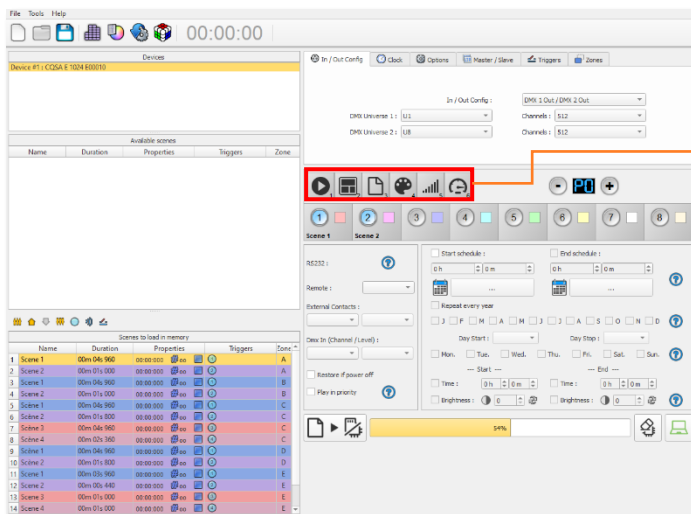 File Tools Help
00:00:00
Devices
Device #1 : CQSA E 1024 E00010
Available scenes
Name Duration Properties Triggers Zone
Scenes to load in memory
Name Duration Properties Triggers Zone
1 Scene 1 00m 04s 960 00:00:000 A
2 Scene 2 00m 01s 000 00:00:000 A
3 Scene 1 00m 04s 960 00:00:000 B
4 Scene 2 00m 01s 000 00:00:000 B
5 Scene 1 00m 04s 960 00:00:000 C
6 Scene 2 00m 01s 800 00:00:000 C
7 Scene 3 00m 04s 960 00:00:000 C
8 Scene 4 00m 02s 360 00:00:000 C
9 Scène 1 00m 04s 960 00:00:000 D
10 Scène 2 00m 01s 800 00:00:000 D
11 Scene 1 00m 03s 960 00:00:000 E
12 Scene 2 00m 00s 440 00:00:000 E
13 Scene 3 00m 01s 000 00:00:000 E
14 Scene 4 00m 01s 000 00:00:000 E
In / Out Config Clock Options Master / Slave Triggers Zones
In / Out Config : DMX 1 Out / DMX 2 Out
DMX Universe 1 : U1 Channels : 512
DMX Universe 2 : U8 Channels : 512
1 2 3 4 5 6
- P0 +
1 2 3 4 5 6 7 8
Scene 1 Scene 2
RS232 :
Remote :
External Contacts :
Dmx In (Channel / Level) :
Restore if power off
Play in priority
Start schedule : End schedule :
0 h 0 m 0 h 0 m
... ...
Repeat every year
J F M A M J J A S O N D
Day Start : Day Stop :
Mon. Tue. Wed. Thu. Fri. Sat. Sun.
--- Start --- --- End ---
Time : 0 h 0 m Time : 0 h 0 m
Brightness : 0 Brightness : 0
54%